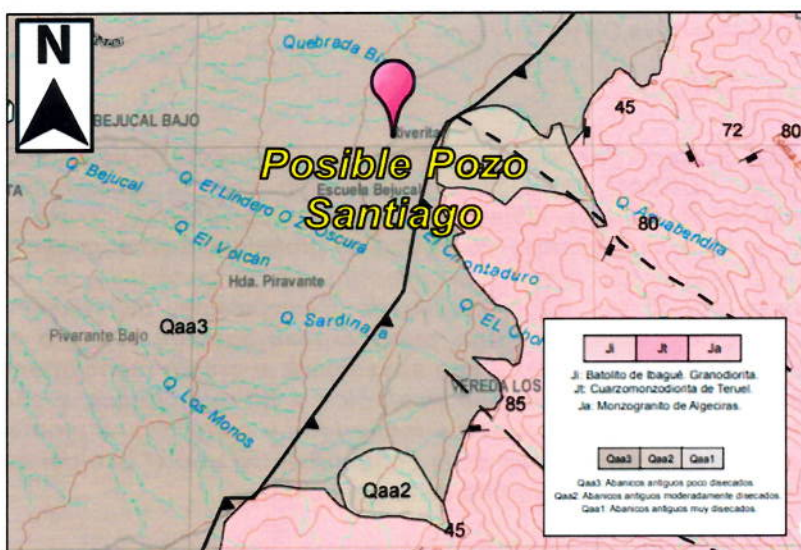 N
Quebrada
BEJUCAL BAJO
45
72
80
Posible Pozo
Santiago
Q. Bejucal
Q. El Lindero O Z. Oscura
Escuela Bejucal
Q. Aguabendita
80
El Chontaduro
Q. El Volcán
Hda. Piravante
Q. Sardinata
Q. EL
Pivarante Bajo
Qaa3
Q. Los Monos
VEREDA LOS
85
Qaa2
45
Ji
Jt
Ja
Ji: Batolito de Ibagué. Granodiorita.
Jt: Cuarzomonzodiorita de Teruel.
Ja: Monzogranito de Algeciras.
Qaa3
Qaa2
Qaa1
Qaa3: Abanicos antiguos poco disecados.
Qaa2: Abanicos antiguos moderadamente disecados.
Qaa1: Abanicos antiguos muy disecados.